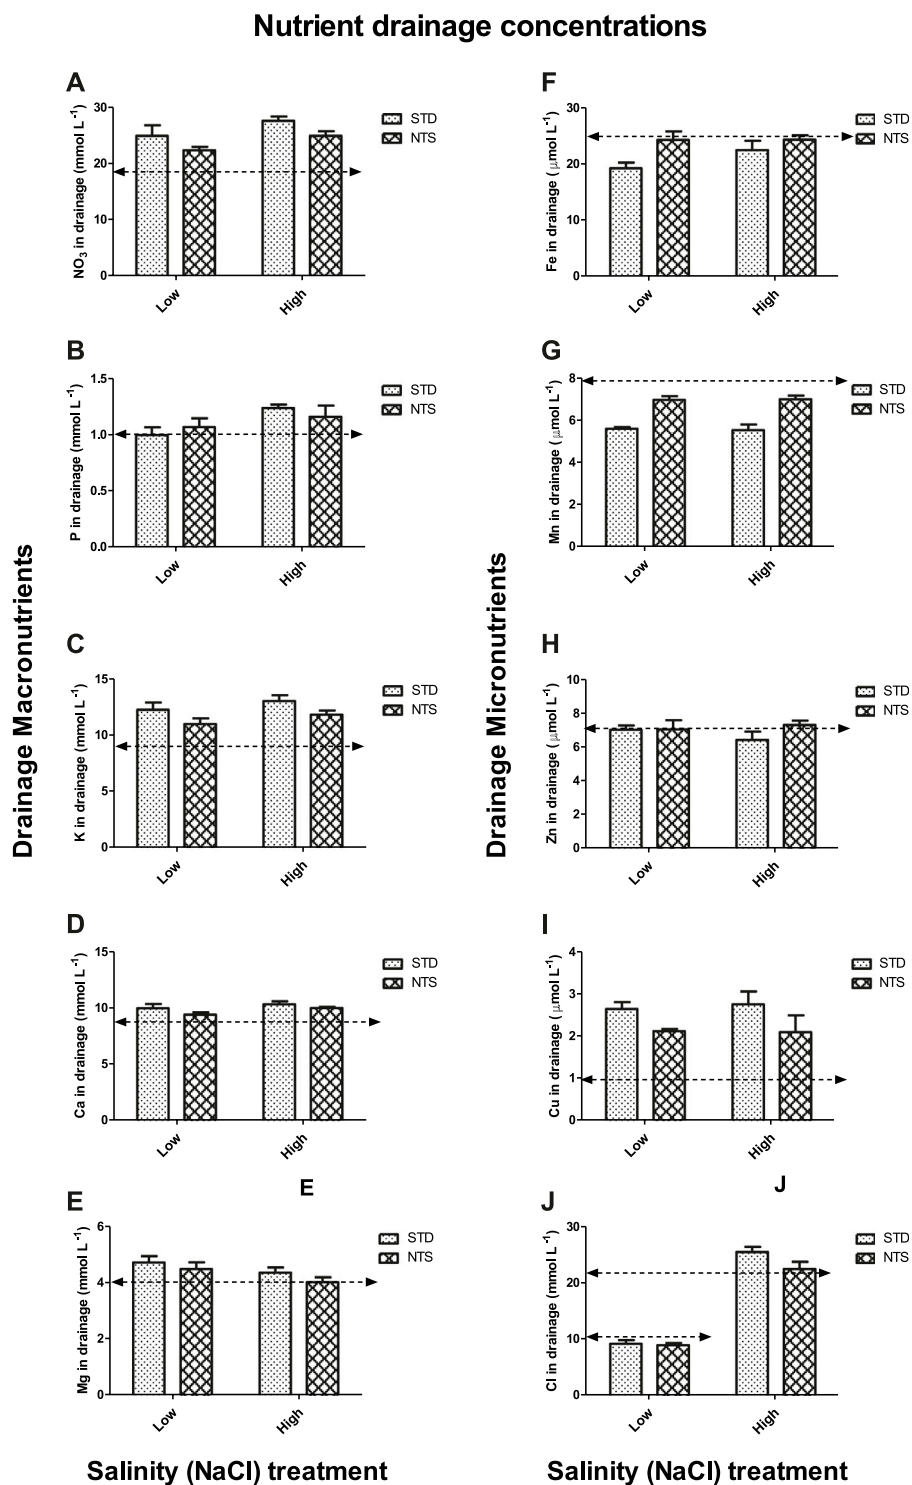 Nutrient drainage concentrations
Drainage Macronutrients
A
NO3 in drainage (mmol L-1)
30
20
10
0
Low
High
STD
NTS
B
P in drainage (mmol L-1)
1.5
1.0
0.5
0.0
Low
High
STD
NTS
C
K in drainage (mmol L-1)
15
10
5
0
Low
High
STD
NTS
D
Ca in drainage (mmol L-1)
15
10
5
0
Low
High
STD
NTS
E
E
Mg in drainage (mmol L-1)
6
4
2
0
Low
High
STD
NTS
Salinity (NaCl) treatment
Drainage Micronutrients
F
Fe in drainage (μmol L-1)
30
20
10
0
Low
High
STD
NTS
G
Mn in drainage (μmol L-1)
8
6
4
2
0
Low
High
STD
NTS
H
Zn in drainage (μmol L-1)
10
8
6
4
2
0
Low
High
STD
NTS
I
Cu in drainage (μmol L-1)
4
3
2
1
0
Low
High
STD
NTS
J
J
Cl in drainage (mmol L-1)
30
20
10
0
Low
High
STD
NTS
Salinity (NaCl) treatment